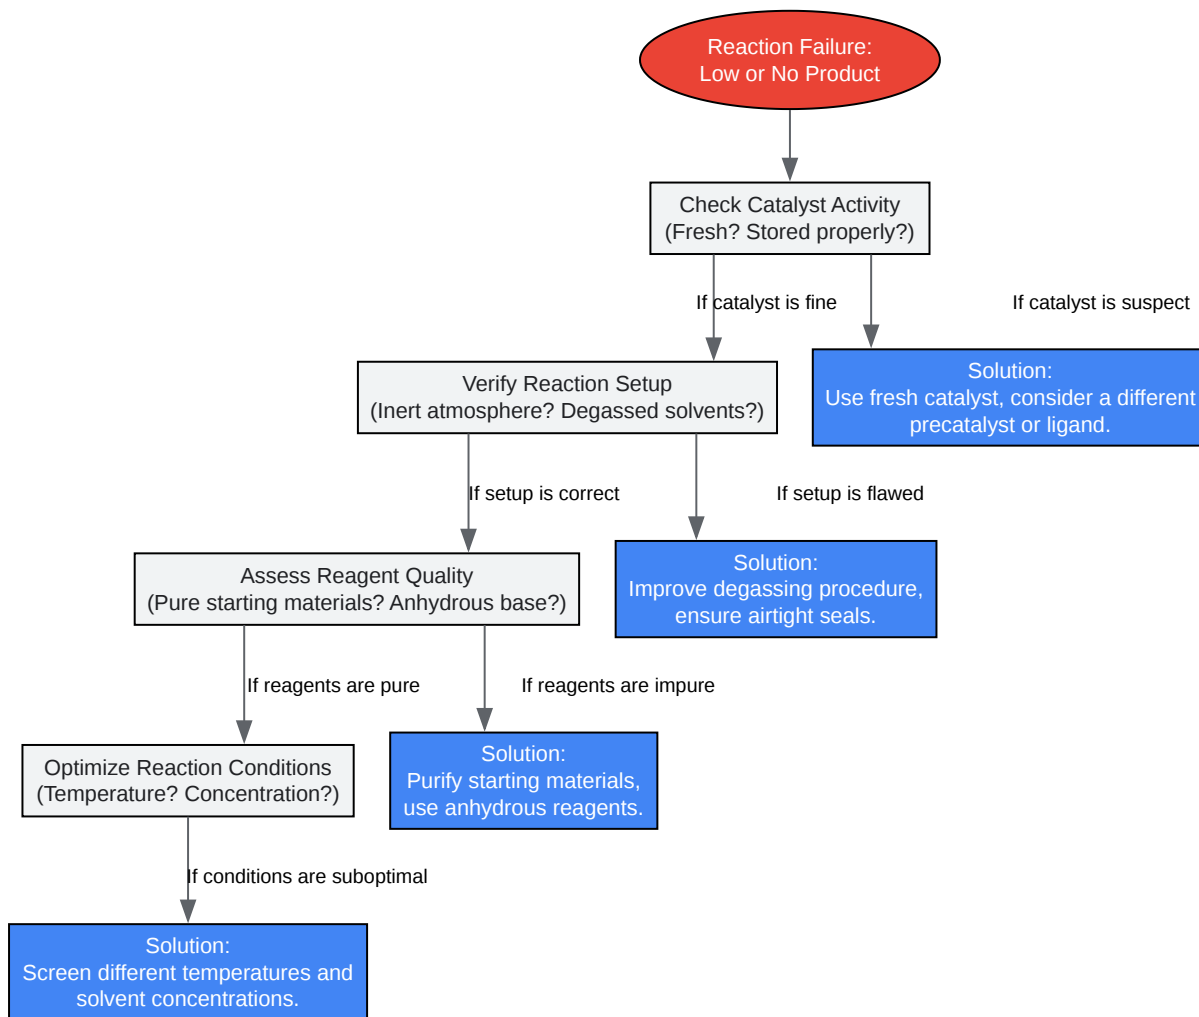 Reaction Failure:
Low or No Product
Check Catalyst Activity
(Fresh? Stored properly?)
If catalyst is fine
If catalyst is suspect
Verify Reaction Setup
(Inert atmosphere? Degassed solvents?)
Solution:
Use fresh catalyst, consider a different
precatalyst or ligand.
If setup is correct
If setup is flawed
Assess Reagent Quality
(Pure starting materials? Anhydrous base?)
Solution:
Improve degassing procedure,
ensure airtight seals.
If reagents are pure
If reagents are impure
Optimize Reaction Conditions
(Temperature? Concentration?)
Solution:
Purify starting materials,
use anhydrous reagents.
If conditions are suboptimal
Solution:
Screen different temperatures and
solvent concentrations.